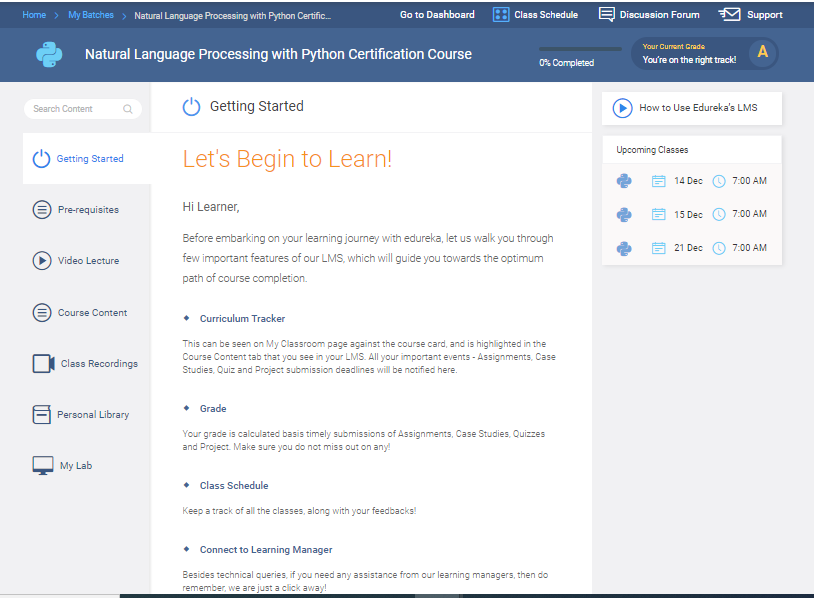 Home > My Batches > Natural Language Processing with Python Certific...
Go to Dashboard
Class Schedule
Discussion Forum
Support
Natural Language Processing with Python Certification Course
0% Completed
Your Current Grade
You're on the right track!
A
Search Content
Getting Started
Pre-requisites
Video Lecture
Course Content
Class Recordings
Personal Library
My Lab
Getting Started
Let's Begin to Learn!
Hi Learner,
Before embarking on your learning journey with edureka, let us walk you through
few important features of our LMS, which will guide you towards the optimum
path of course completion.
Curriculum Tracker
This can be seen on My Classroom page against the course card, and is highlighted in the
Course Content tab that you see in your LMS. All your important events - Assignments, Case
Studies, Quiz and Project submission deadlines will be notified here.
Grade
Your grade is calculated basis timely submissions of Assignments, Case Studies, Quizzes
and Project. Make sure you do not miss out on any!
Class Schedule
Keep a track of all the classes, along with your feedbacks!
Connect to Learning Manager
Besides technical queries, if you need any assistance from our learning managers, then do
remember, we are just a click away!
How to Use Edureka's LMS
Upcoming Classes
14 Dec 7:00 AM
15 Dec 7:00 AM
21 Dec 7:00 AM